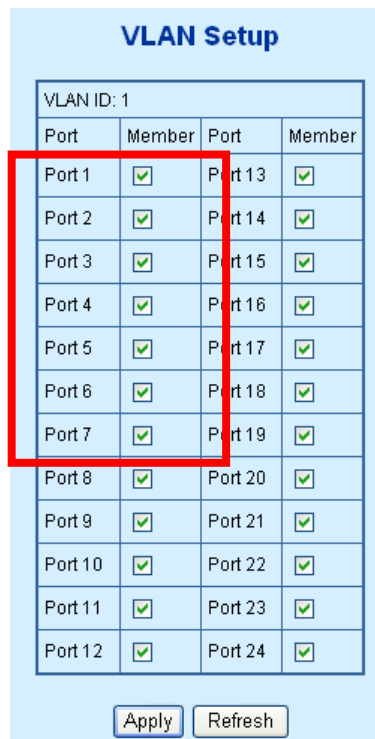 VLAN Setup
VLAN ID: 1
Port Member Port Member
Port 1 Port 13
Port 2 Port 14
Port 3 Port 15
Port 4 Port 16
Port 5 Port 17
Port 6 Port 18
Port 7 Port 19
Port 8 Port 20
Port 9 Port 21
Port 10 Port 22
Port 11 Port 23
Port 12 Port 24
Apply Refresh